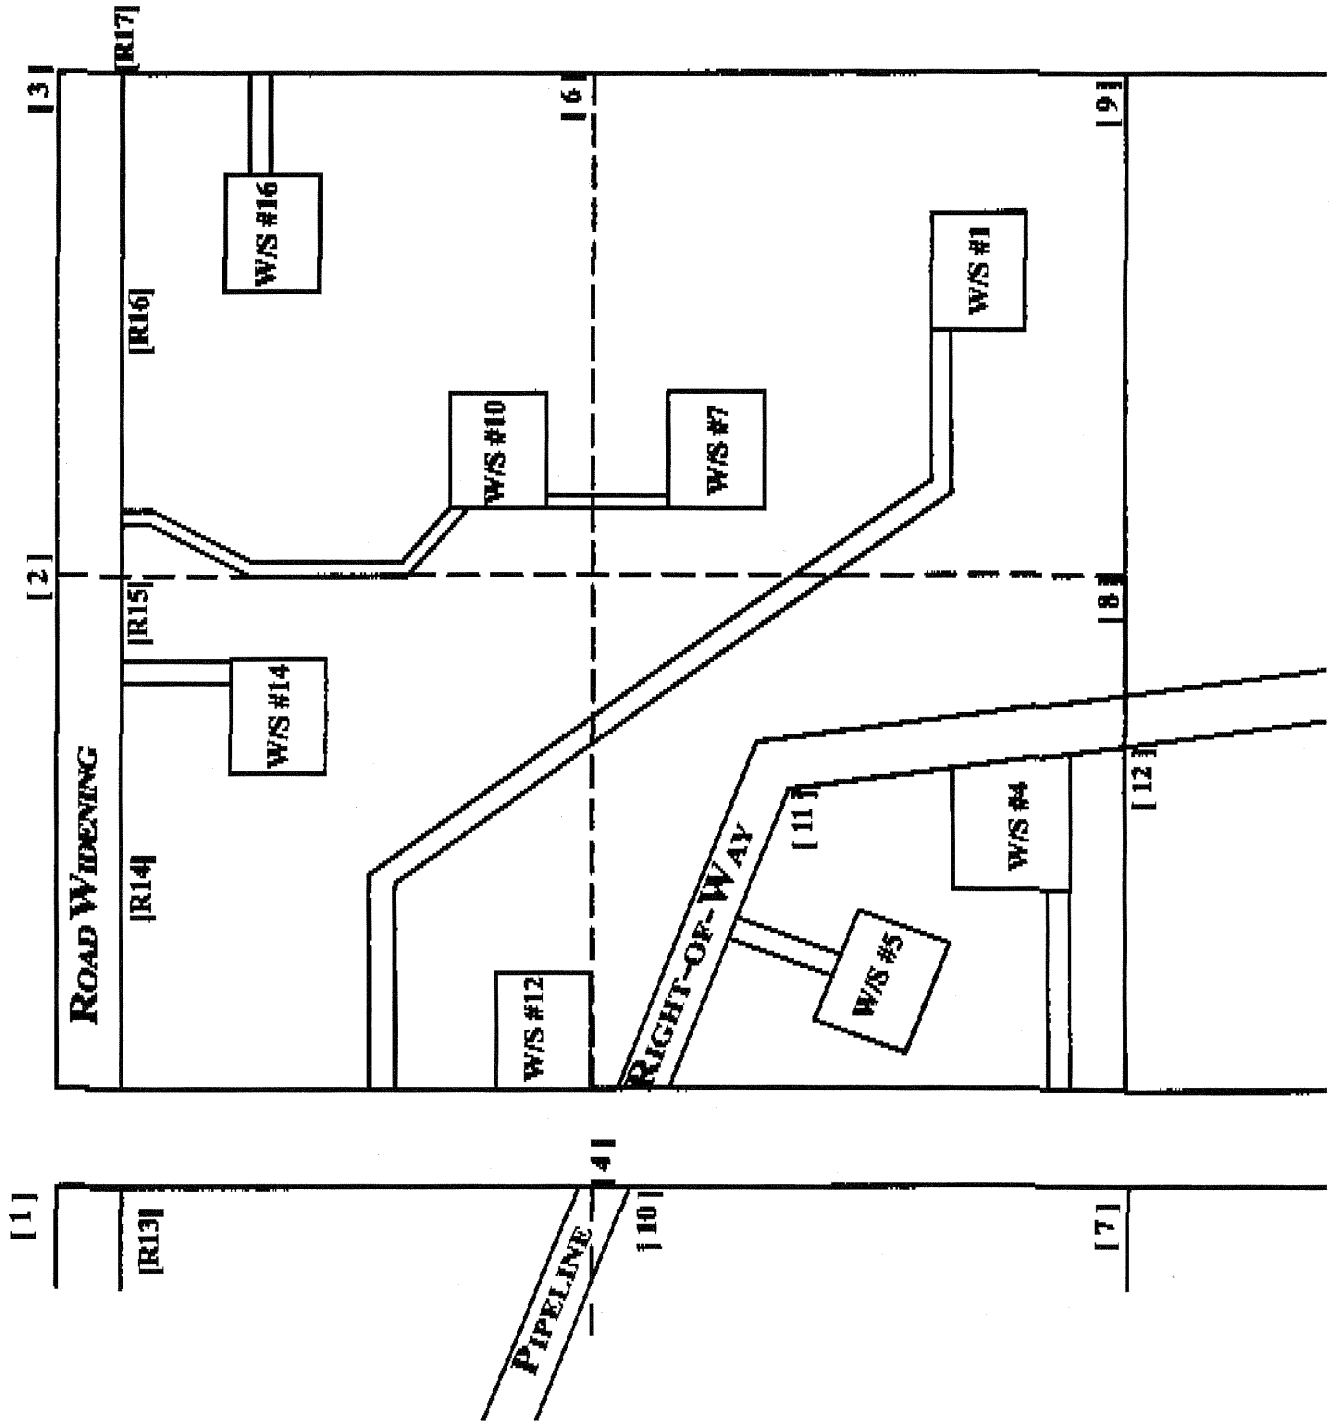 [1]
[2]
[3]
ROAD WIDENING
[R13]
[R14]
[R15]
[R16]
[R17]
W/S #14
W/S #16
W/S #12
W/S #10
PIPELINE
[4]
[6]
[10]
RIGHT-OF-WAY
W/S #7
[11]
W/S #5
W/S #4
W/S #1
[7]
[12]
[8]
[9]